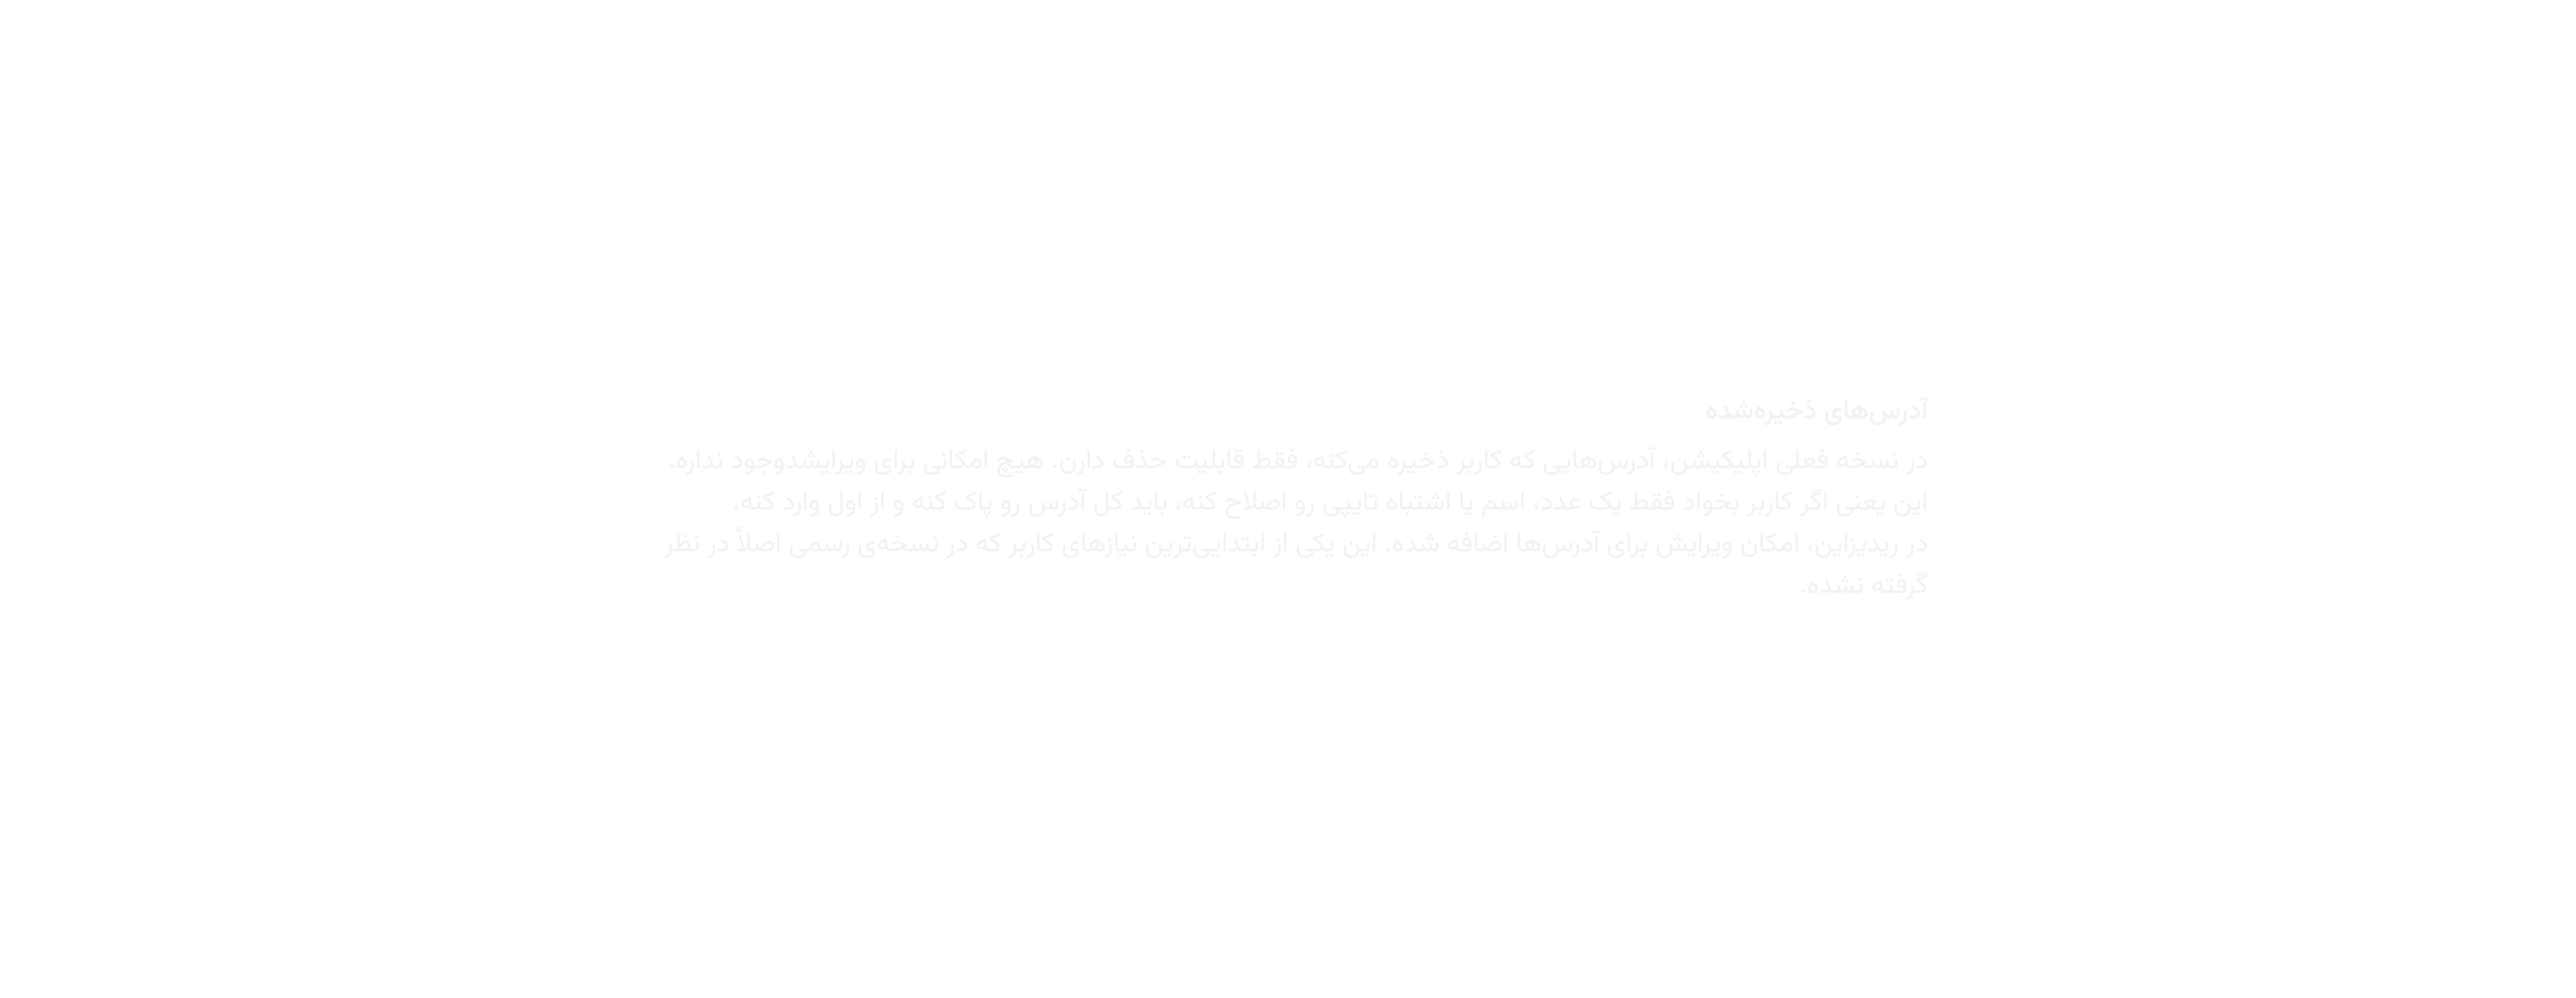 آدرس‌های ذخیره‌شده
در نسخه فعلی اپلیکیشن، آدرس‌هایی که کاربر ذخیره می‌کنه، فقط قابلیت حذف دارن. هیچ امکانی برای ویرایشدوجود نداره.
این یعنی اگر کاربر بخواد فقط یک عدد، اسم یا اشتباه تایپی رو اصلاح کنه، باید کل آدرس رو پاک کنه و از اول وارد کنه.
در ریدیزاین، امکان ویرایش برای آدرس‌ها اضافه شده. این یکی از ابتدایی‌ترین نیازهای کاربر که در نسخه‌ی رسمی اصلاً در نظر
گرفته نشده.